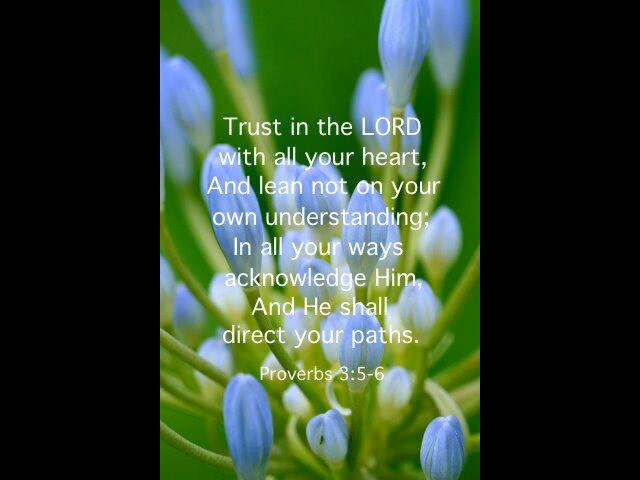 Trust in the LORD
with all your heart,
And lean not on your
own understanding;
In all your ways
acknowledge Him,
And He shall
direct your paths.
Proverbs 3:5-6